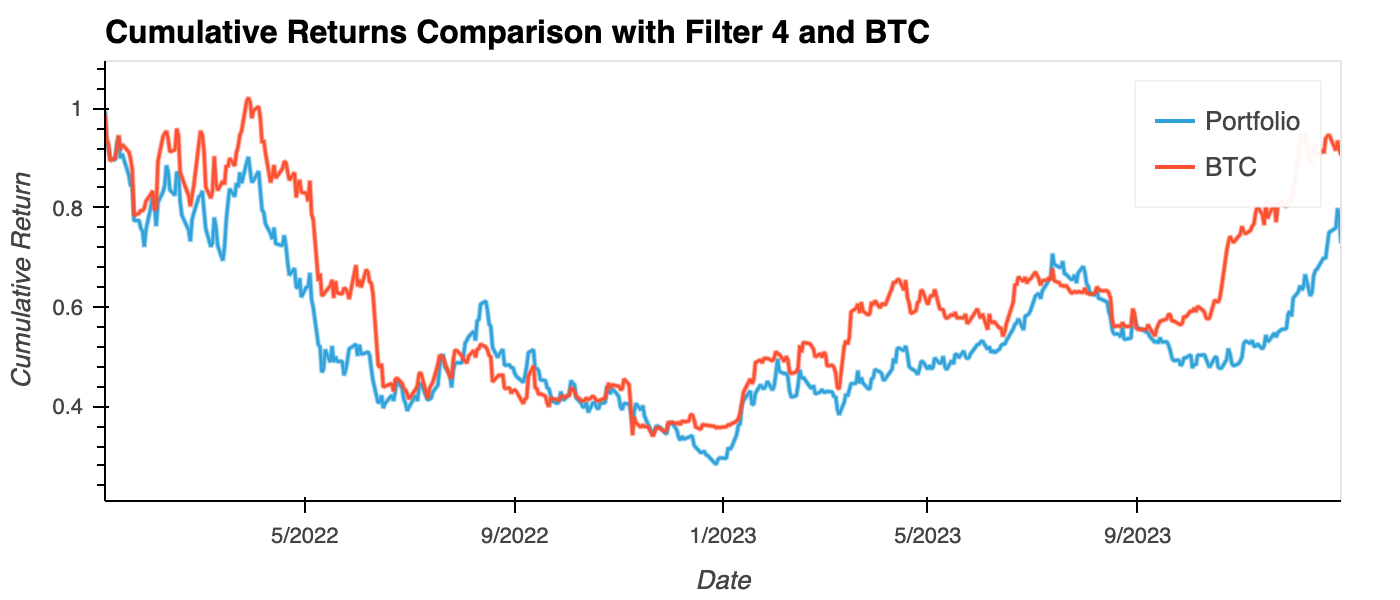 Cumulative Returns Comparison with Filter 4 and BTC
Portfolio
BTC
Cumulative Return
1
0.8
0.6
0.4
5/2022
9/2022
1/2023
5/2023
9/2023
Date